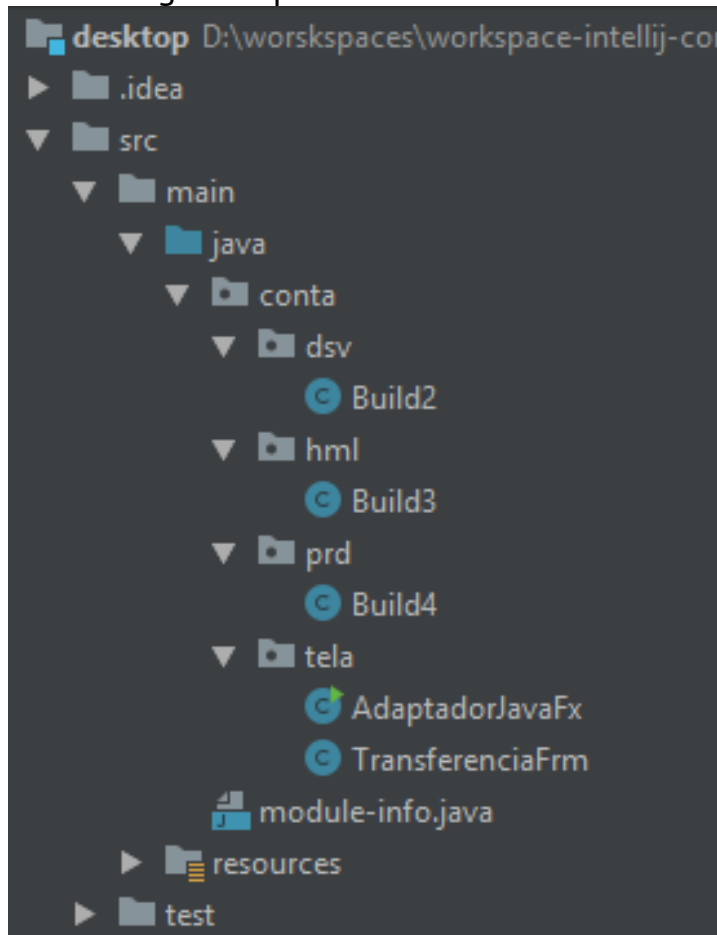 desktop D:\worskspaces\workspace-intellij-co
.idea
src
main
java
conta
dsv
Build2
hml
Build3
prd
Build4
tela
AdaptadorJavaFx
TransferenciaFrm
module-info.java
resources
test